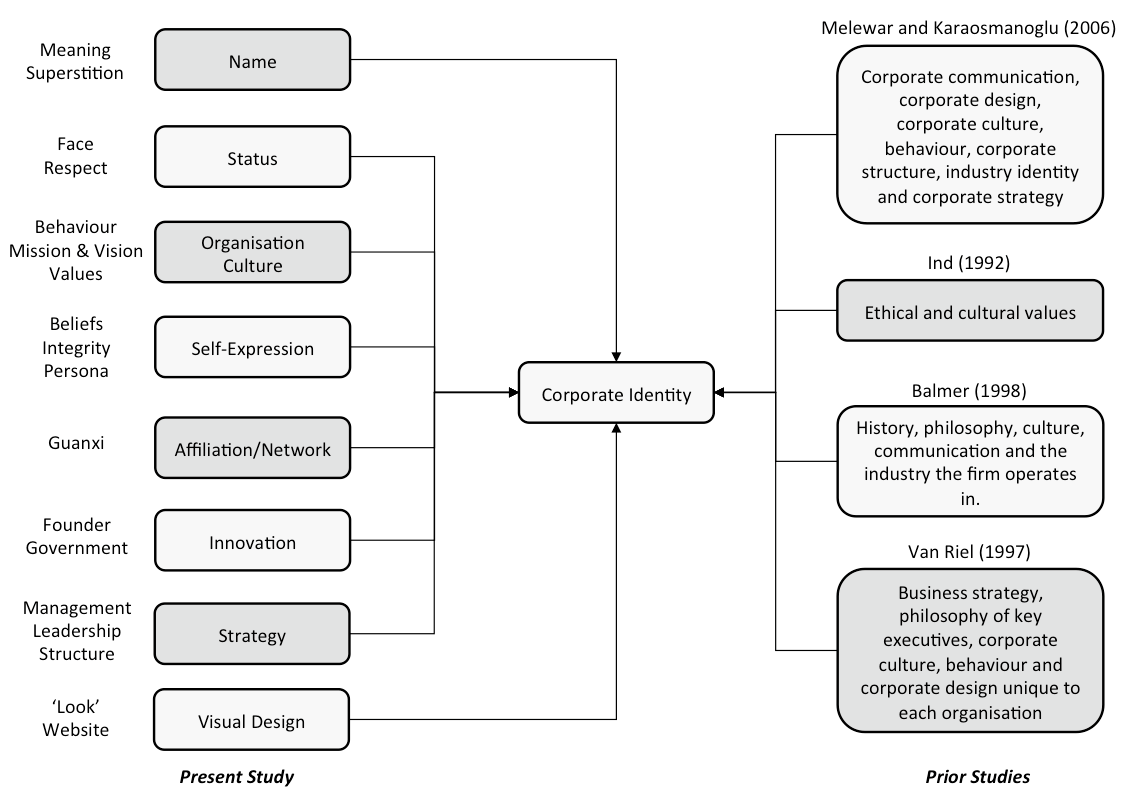 Meaning
Superstition
Name
Face
Respect
Status
Behaviour
Mission & Vision
Values
Organisation
Culture
Beliefs
Integrity
Persona
Self-Expression
Guanxi
Affiliation/Network
Founder
Government
Innovation
Management
Leadership
Structure
Strategy
‘Look’
Website
Visual Design
Present Study
Corporate Identity
Melewar and Karaosmanoglu (2006)
Corporate communication,
corporate design,
corporate culture,
behaviour, corporate
structure, industry identity
and corporate strategy
Ind (1992)
Ethical and cultural values
Balmer (1998)
History, philosophy, culture,
communication and the
industry the firm operates
in.
Van Riel (1997)
Business strategy,
philosophy of key
executives, corporate
culture, behaviour and
corporate design unique to
each organisation
Prior Studies